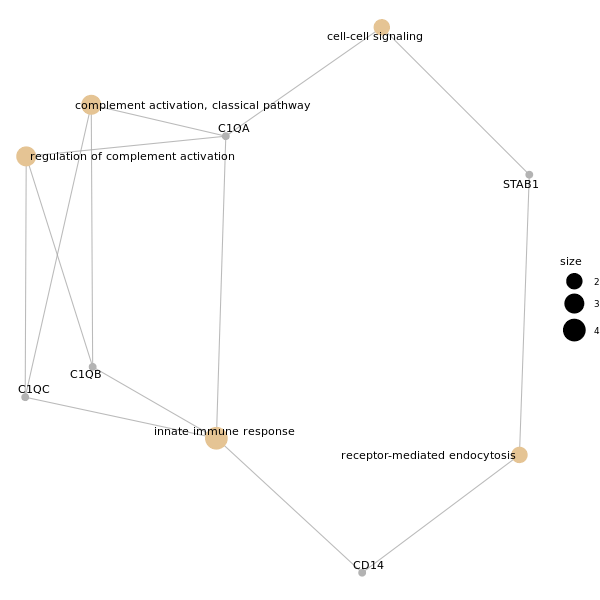 cell-cell signaling
complement activation, classical pathway
C1QA
regulation of complement activation
STAB1
size
2
3
4
C1QB
C1QC
innate immune response
receptor-mediated endocytosis
CD14